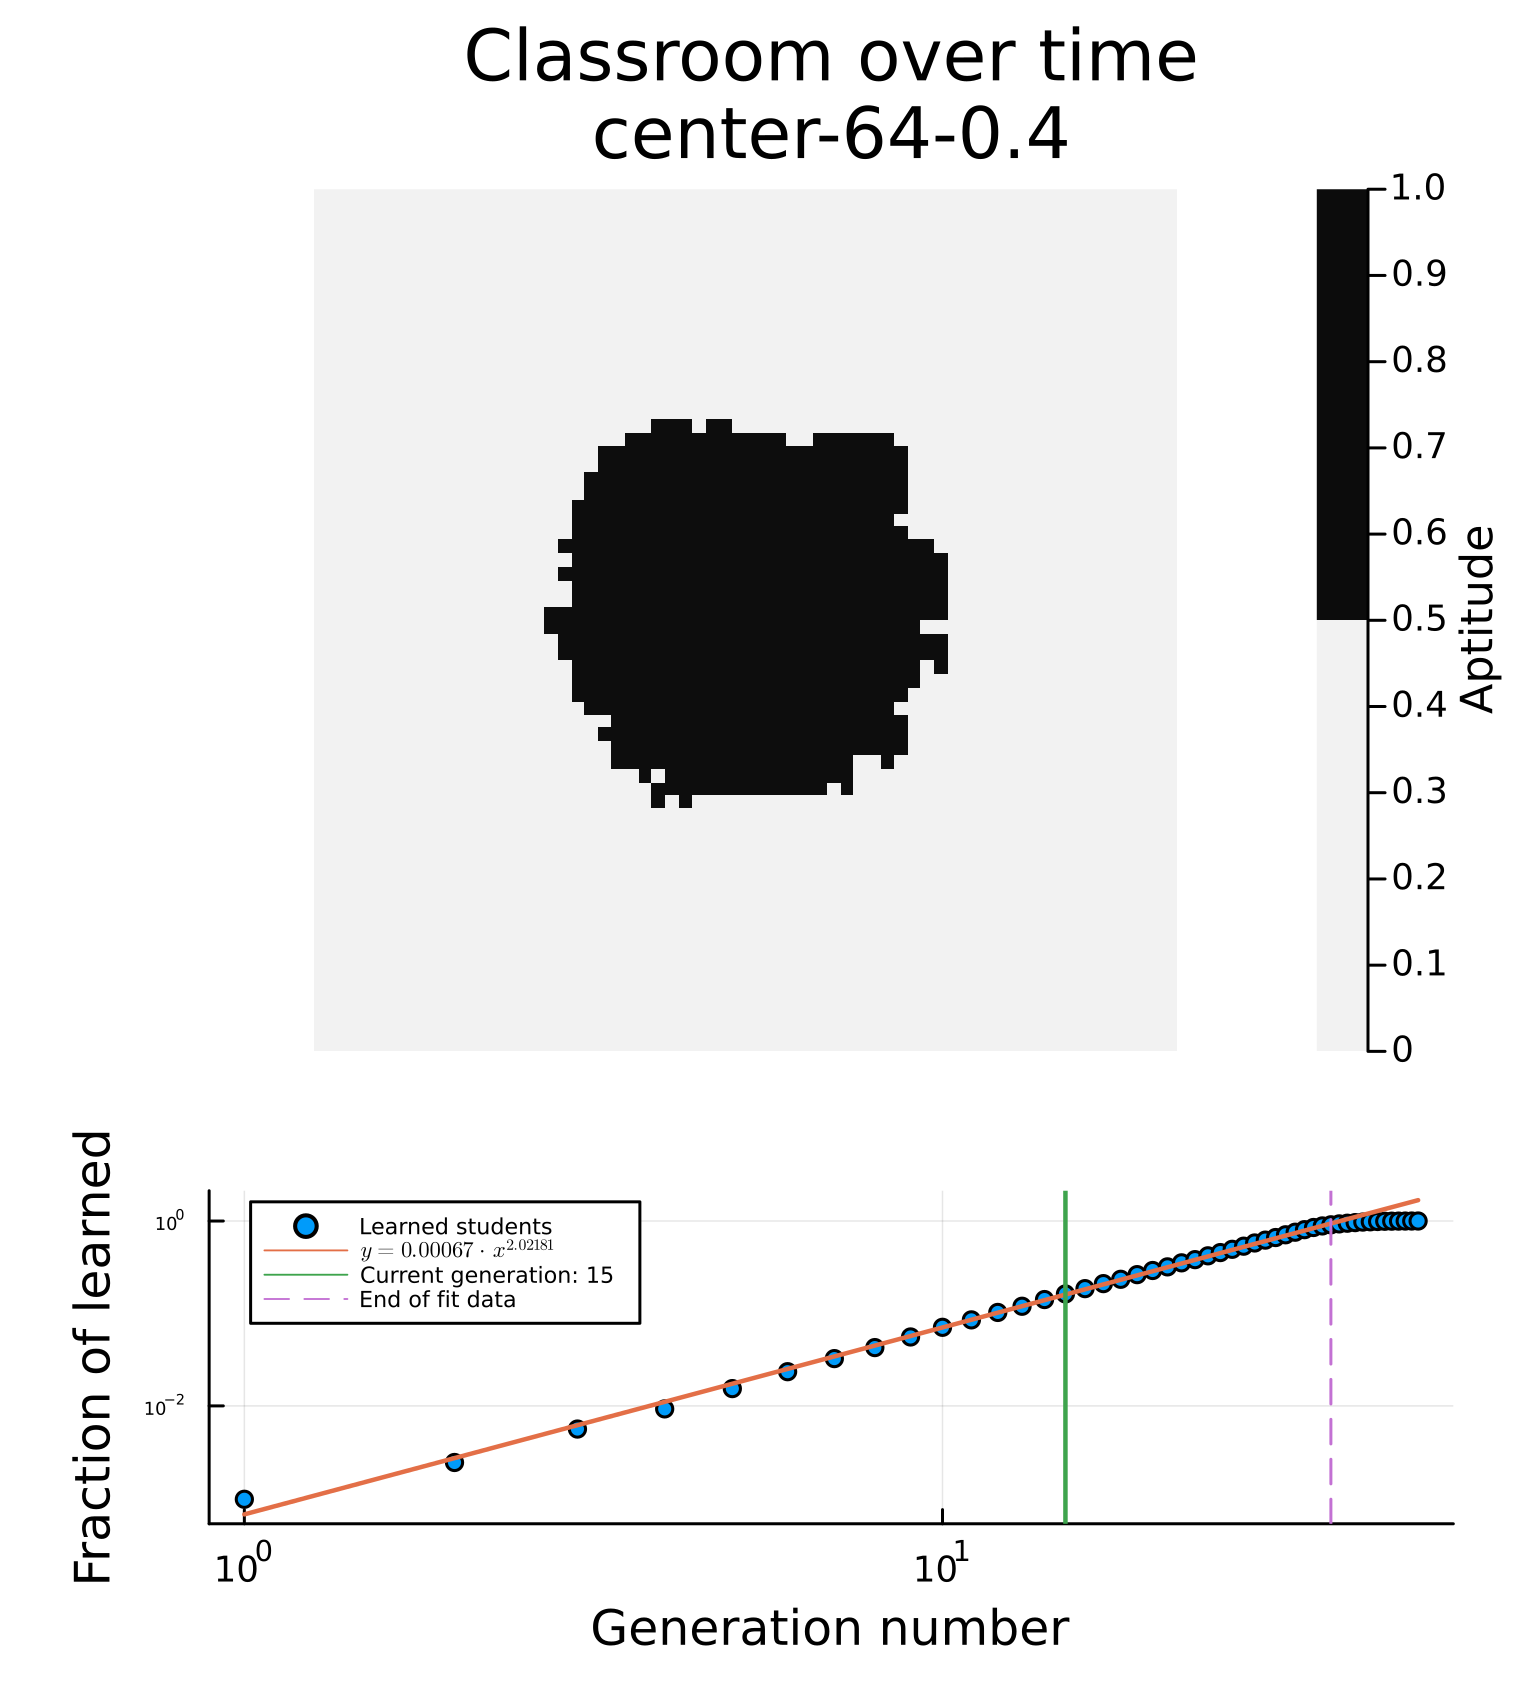 Classroom over time
center-64-0.4
1.0
0.9
0.8
0.7
0.6
0.5
0.4
0.3
0.2
0.1
0
Aptitude
Fraction of learned
10⁰
10⁻²
Learned students
y = 0.00067 · x^2.02181
Current generation: 15
End of fit data
10⁰
10¹
Generation number